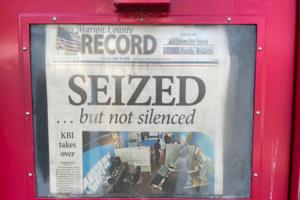 Marion County
RECORD
SEIZED
... but not silenced
KBI
takes
over